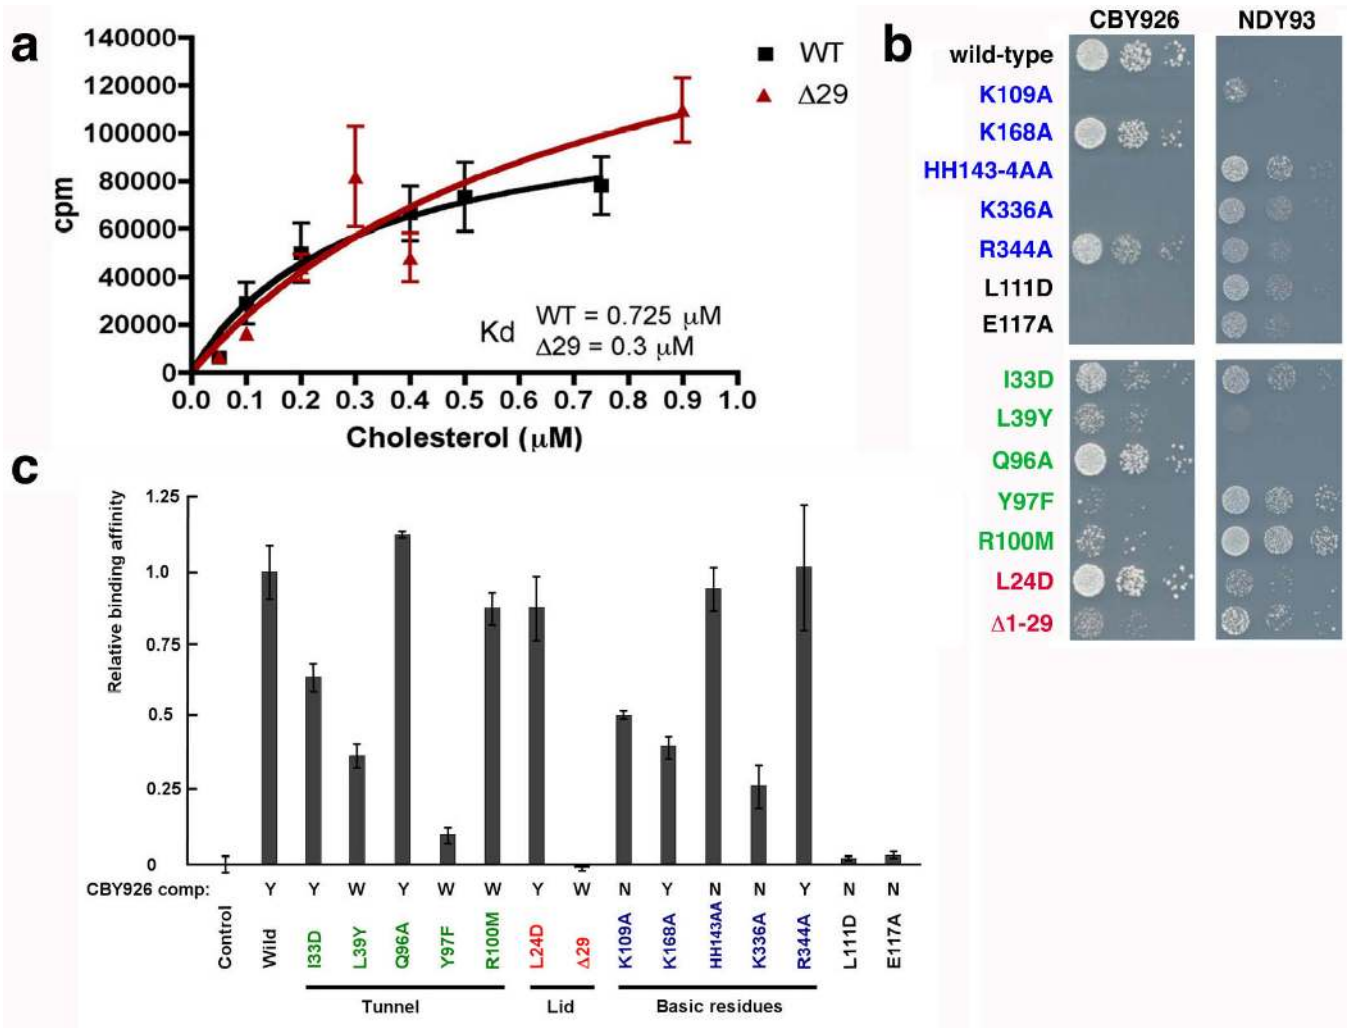 a
140000
120000
100000
80000
60000
40000
20000
0
cpm
0.0 0.1 0.2 0.3 0.4 0.5 0.6 0.7 0.8 0.9 1.0
Cholesterol (µM)
WT
Δ29
Kd
WT = 0.725 µM
Δ29 = 0.3 µM
b
CBY926 NDY93
wild-type
K109A
K168A
HH143-4AA
K336A
R344A
L111D
E117A
I33D
L39Y
Q96A
Y97F
R100M
L24D
Δ1-29
c
Relative binding affinity
1.25
1.0
0.75
0.5
0.25
0
CBY926 comp: Y Y W Y W W Y W N Y N N Y N N
Control Wild I33D L39Y Q96A Y97F R100M L24D Δ29 K109A K168A HH143AA K336A R344A L111D E117A
Tunnel Lid Basic residues